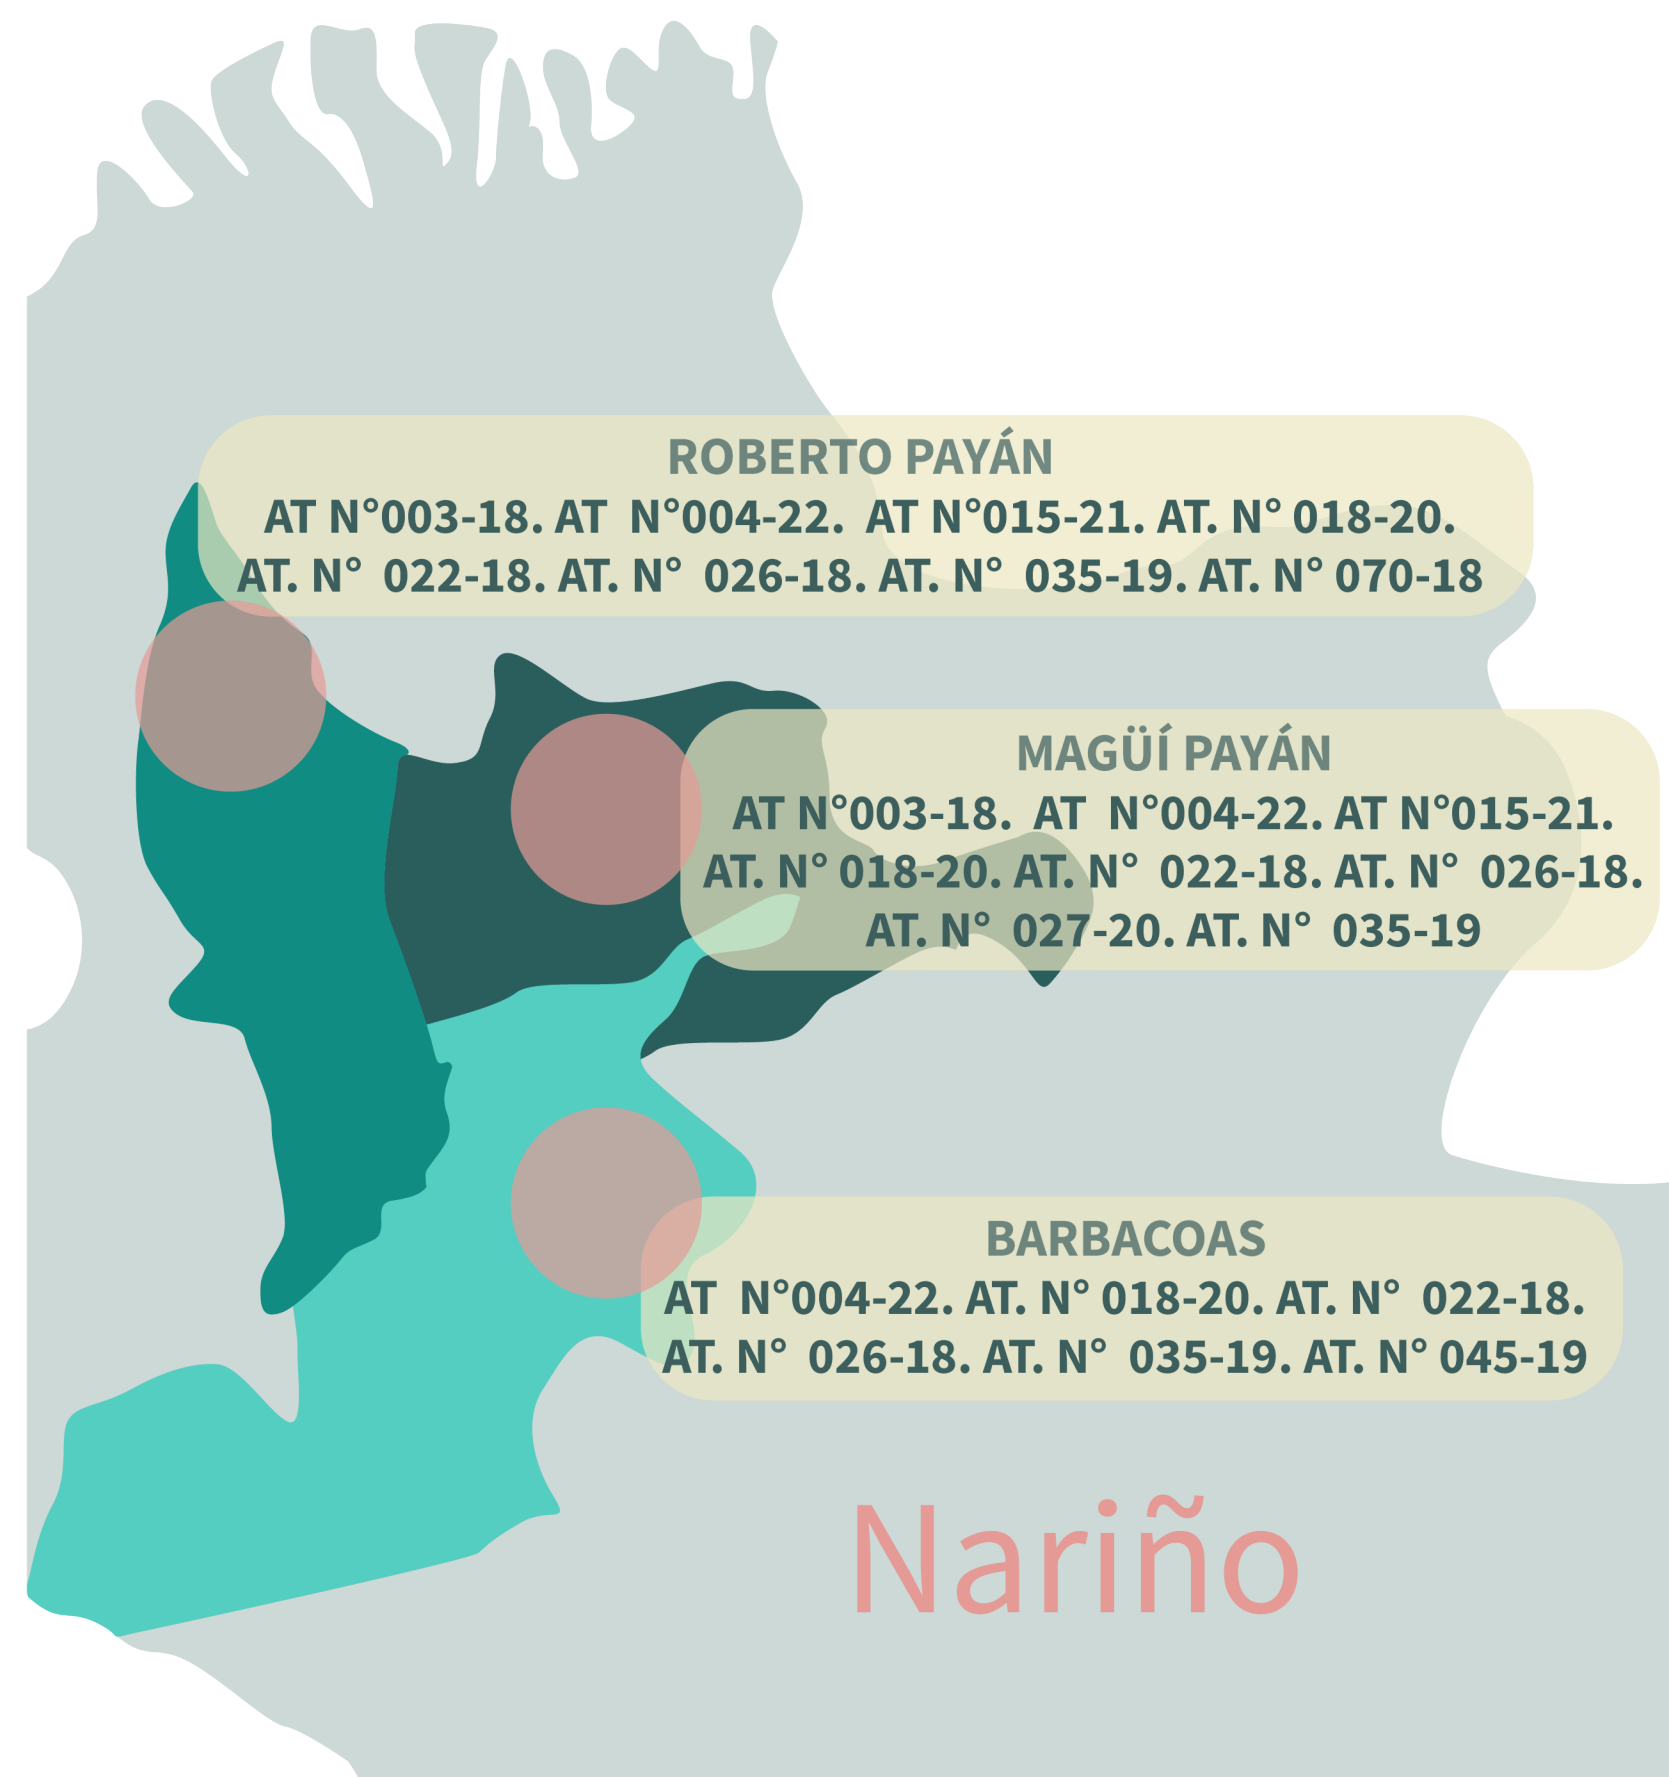 ROBERTO PAYÁN
AT N°003-18. AT N°004-22. AT N°015-21. AT. N° 018-20.
AT. N° 022-18. AT. N° 026-18. AT. N° 035-19. AT. N° 070-18
MAGÜÍ PAYÁN
AT N°003-18. AT N°004-22. AT N°015-21.
AT. N° 018-20. AT. N° 022-18. AT. N° 026-18.
AT. N° 027-20. AT. N° 035-19
BARBACOAS
AT N°004-22. AT. N° 018-20. AT. N° 022-18.
AT. N° 026-18. AT. N° 035-19. AT. N° 045-19
Nariño